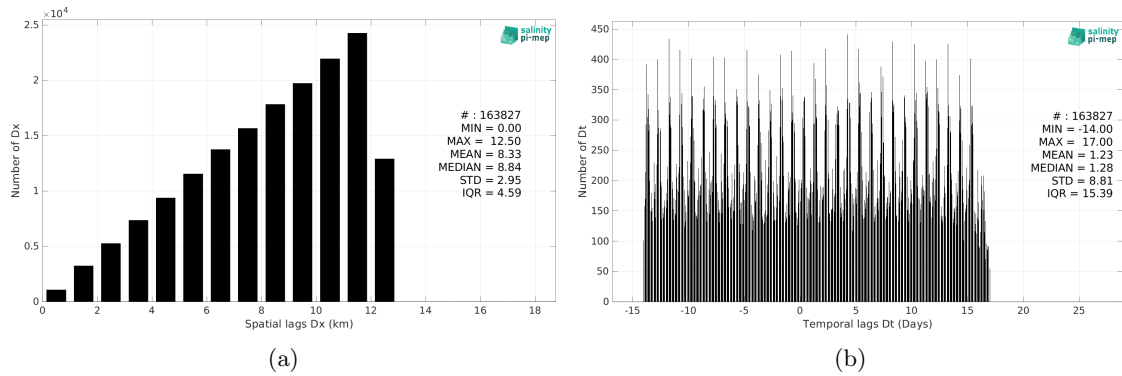 2.5 ×10⁴
2
1.5
1
0.5
0
Number of Dx
0 2 4 6 8 10 12 14 16 18
Spatial lags Dx (km)
salinity
pi-mep
# : 163827
MIN = 0.00
MAX = 12.50
MEAN = 8.33
MEDIAN = 8.84
STD = 2.95
IQR = 4.59
(a)
450
400
350
300
250
200
150
100
50
0
Number of Dt
-15 -10 -5 0 5 10 15 20 25
Temporal lags Dt (Days)
salinity
pi-mep
# : 163827
MIN = -14.00
MAX = 17.00
MEAN = 1.23
MEDIAN = 1.28
STD = 8.81
IQR = 15.39
(b)